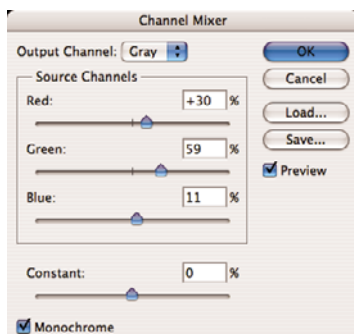 Channel Mixer
Output Channel: Gray
OK
Source Channels
Cancel
Red: +30 %
Load...
Green: 59 %
Save...
Preview
Blue: 11 %
Constant: 0 %
Monochrome